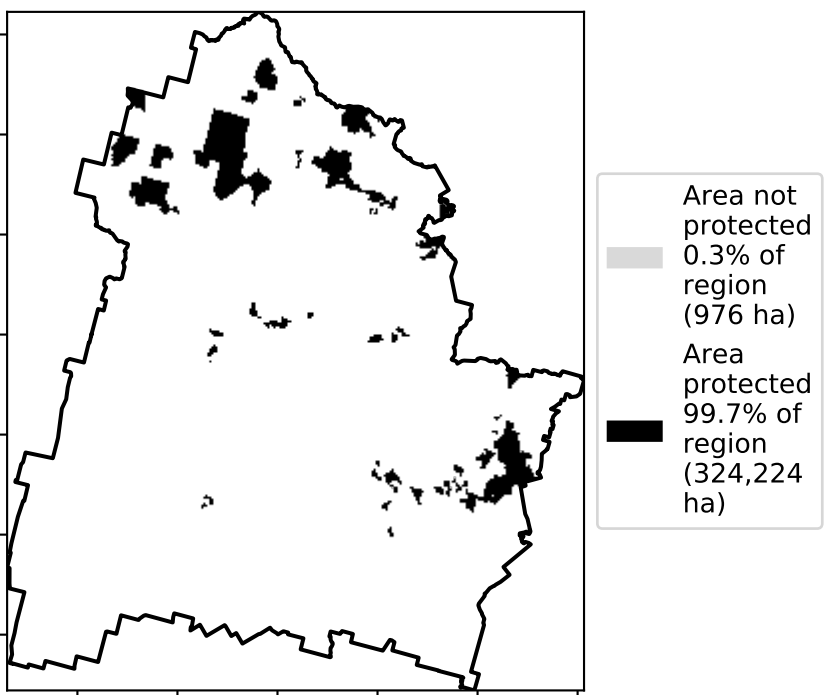 Area not
protected
0.3% of
region
(976 ha)
Area
protected
99.7% of
region
(324,224
ha)